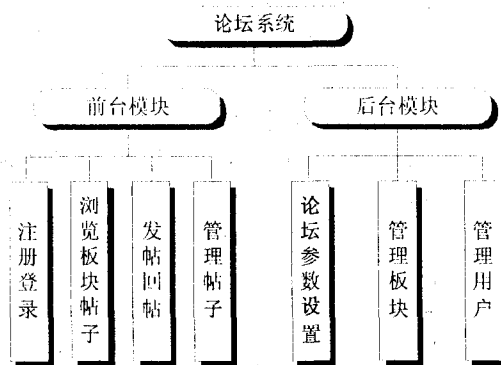 论坛系统
前台模块
后台模块
注册登录
浏览板块帖子
发帖回帖
管理帖子
论坛参数设置
管理板块
管理用户